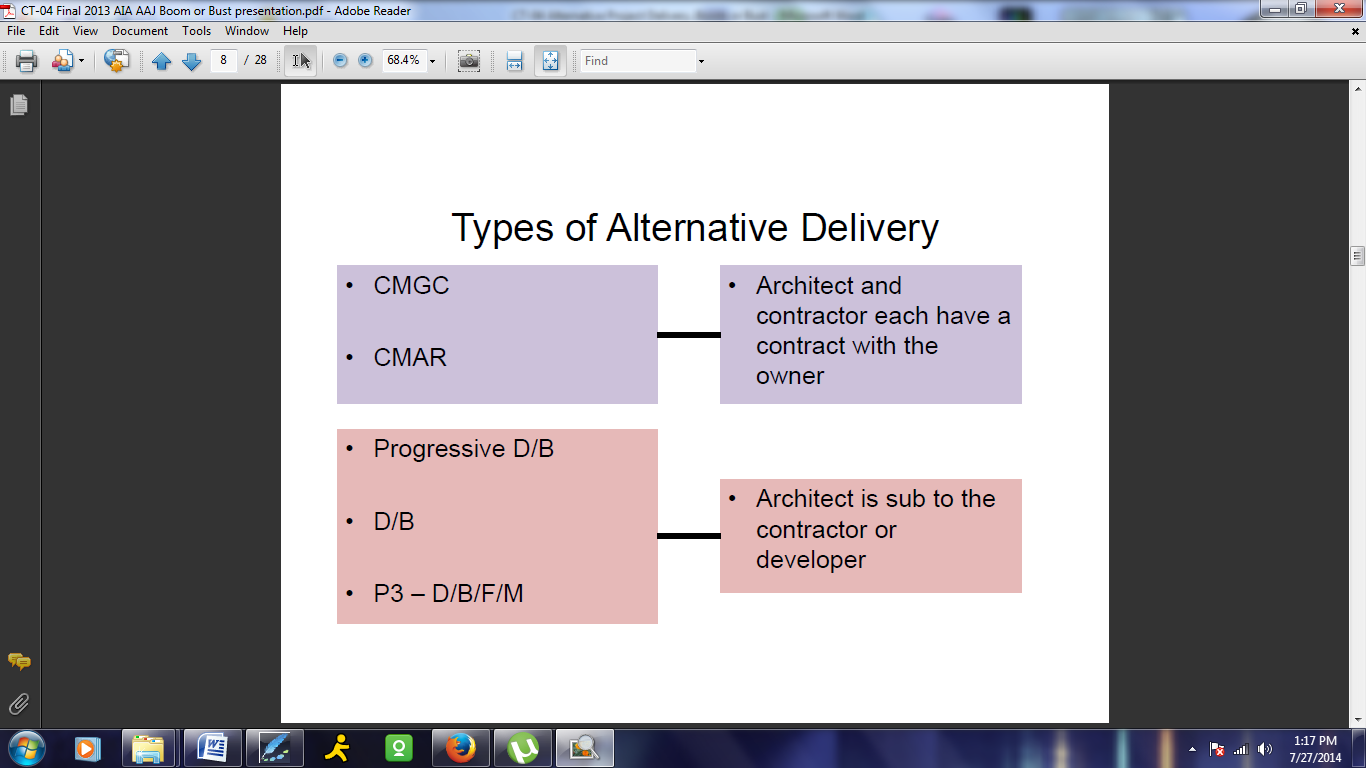 CT-04 Final 2013 AIA AAJ Boom or Bust presentation.pdf - Adobe Reader
File Edit View Document Tools Window Help
8 / 28 68.4% Find
Types of Alternative Delivery
• CMGC
• CMAR
• Architect and
contractor each have a
contract with the
owner
• Progressive D/B
• D/B
• P3 – D/B/F/M
• Architect is sub to the
contractor or
developer
1:17 PM
7/27/2014